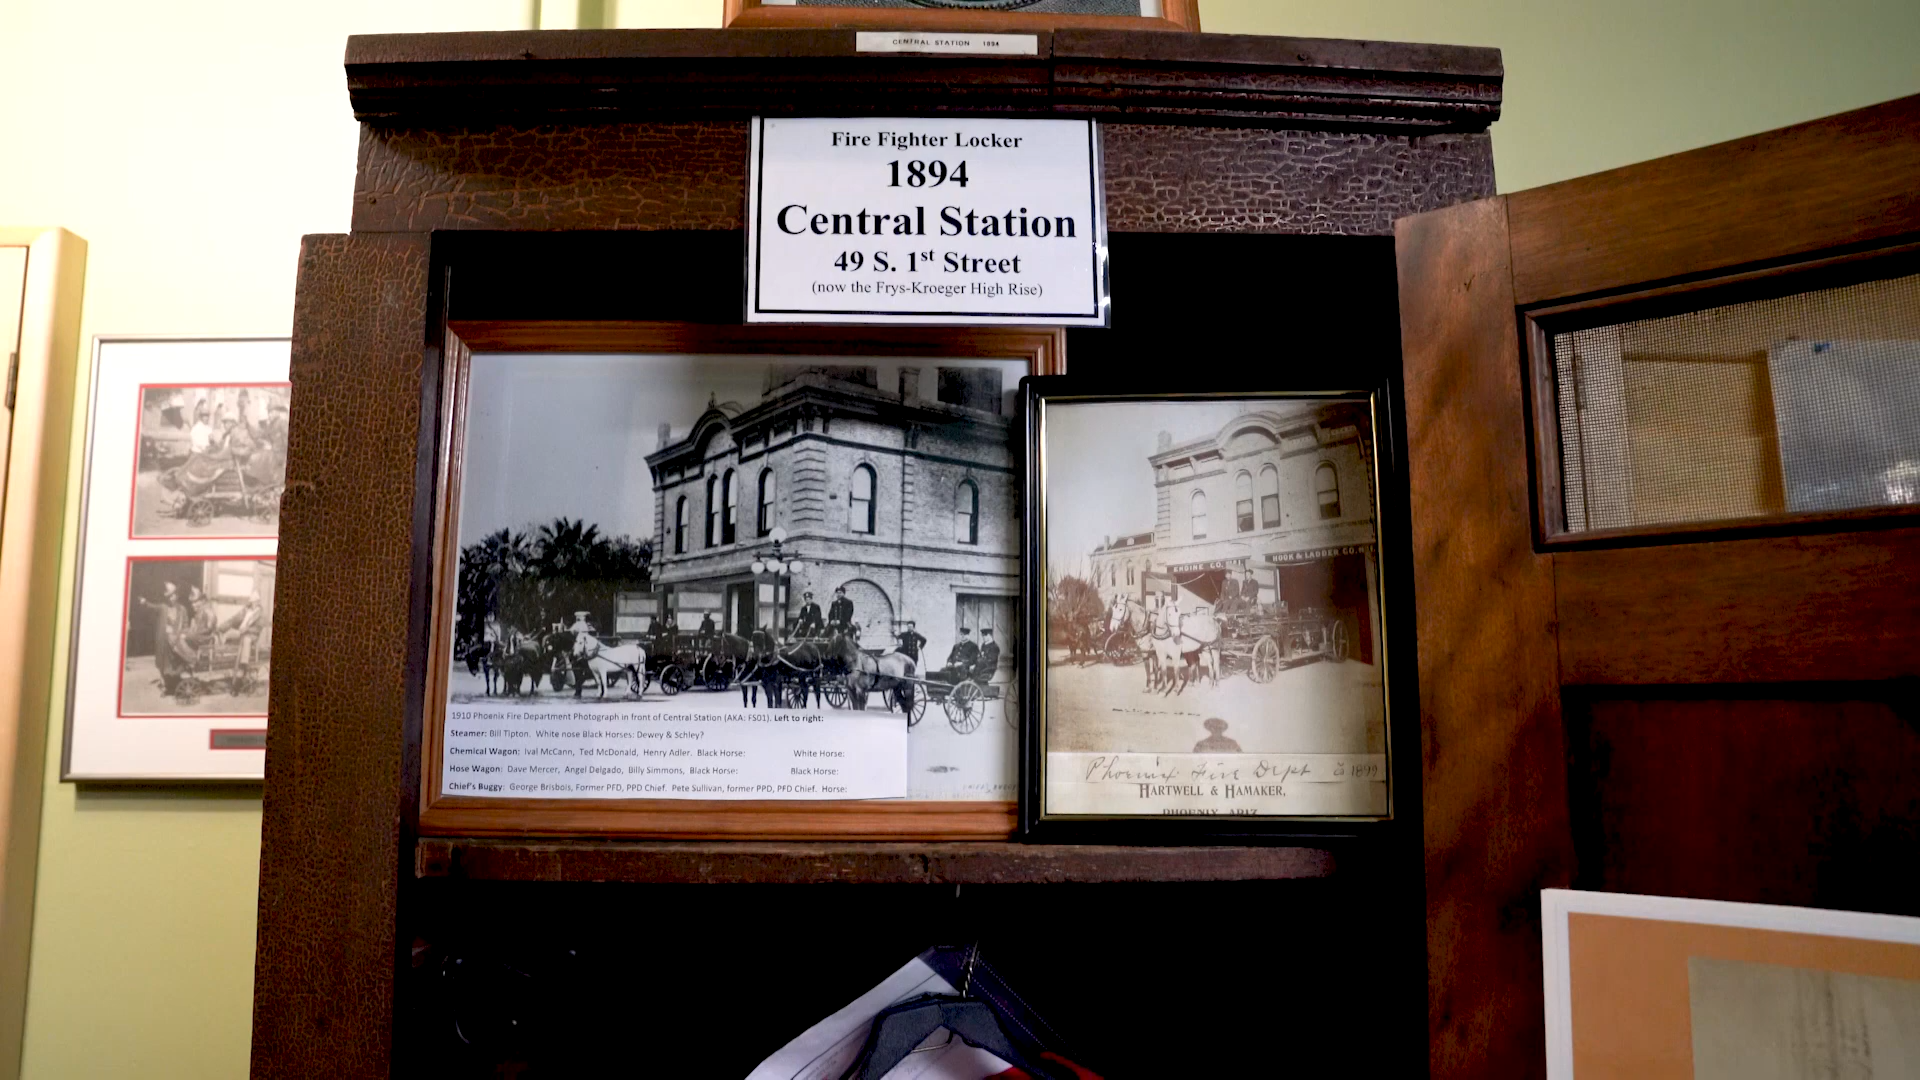 CENTRAL STATION 1894
Fire Fighter Locker
1894
Central Station
49 S. 1st Street
(now the Frys-Kroeger High Rise)
1910 Phoenix Fire Department Photograph in front of Central Station (AKA: FS01). Left to right:
Steamer: Bill Tipton. White nose Black Horses: Dewey & Schley?
Chemical Wagon: Ival McCann, Ted McDonald, Henry Adler. Black Horse: White Horse:
Hose Wagon: Dave Mercer, Angel Delgado, Billy Simmons, Black Horse: Black Horse:
Chief's Buggy: George Brisbois, Former PFD, PPD Chief. Pete Sullivan, former PPD, PFD Chief. Horse:
ENGINE CO.
HOOK & LADDER CO.
Phoenix Fire Dept 1899
HARTWELL & HAMAKER,
PHOENIX, ARIZ.